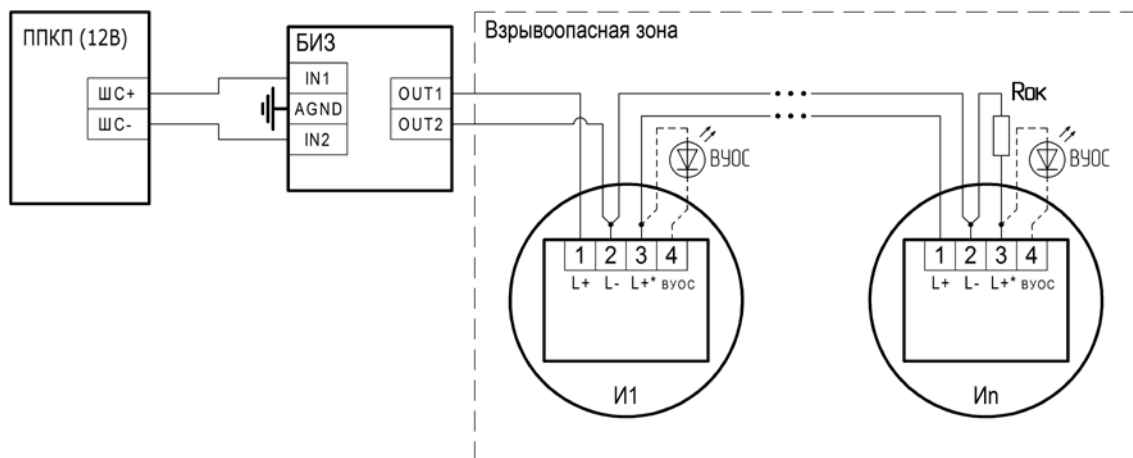 Взрывоопасная зона
ППКП (12В)
ШС+
ШС-
БИЗ
IN1
AGND
IN2
OUT1
OUT2
Rок
ВУОС
ВУОС
1 2 3 4
L+ L- L+* ВУОС
И1
1 2 3 4
L+ L- L+* ВУОС
Иn